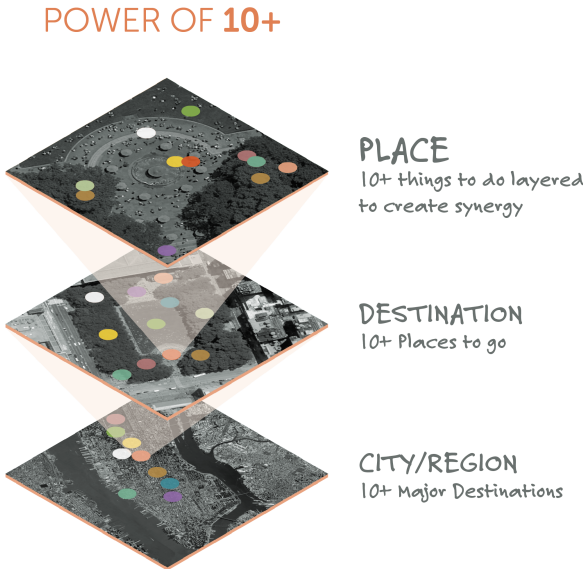 POWER OF 10+
PLACE
10+ things to do layered
to create synergy
DESTINATION
10+ Places to go
CITY/REGION
10+ Major Destinations